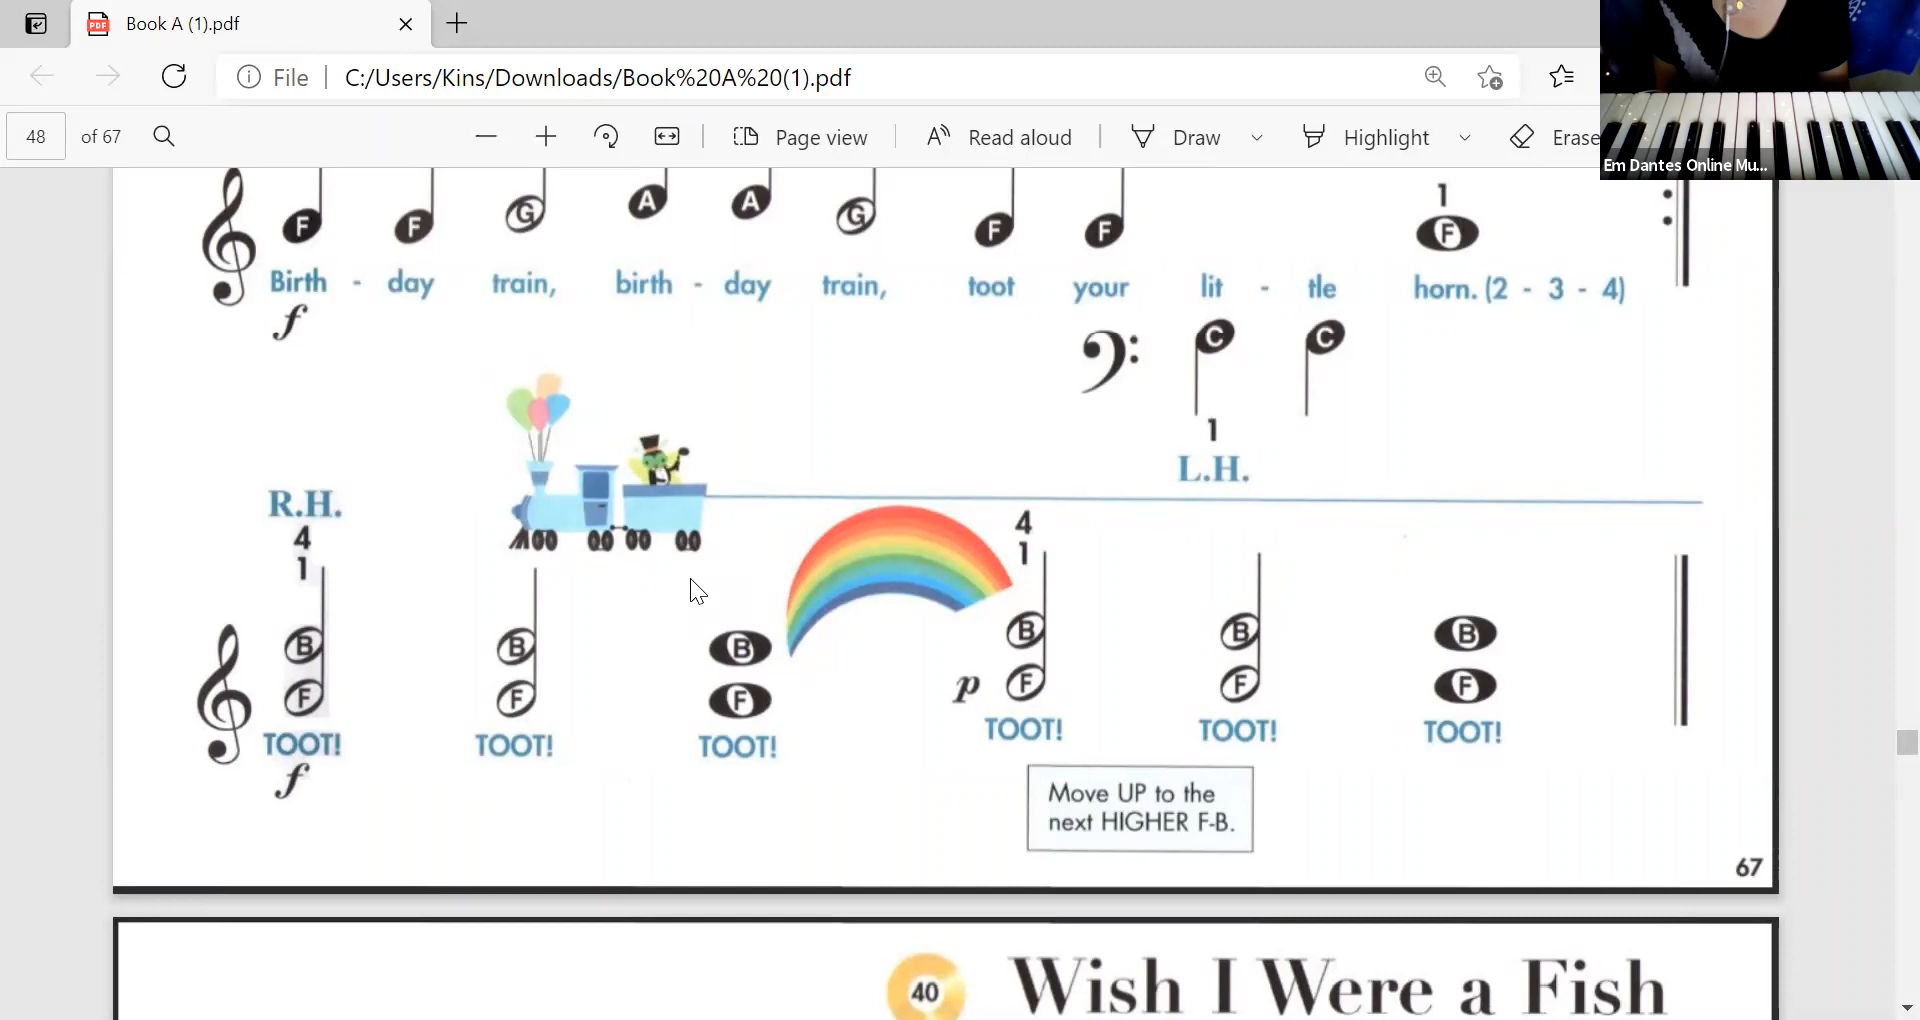 Book A (1).pdf
File | C:/Users/Kins/Downloads/Book%20A%20(1).pdf
48 of 67 Page view Read aloud Draw Highlight Erase
Em Dantes Online Mu...
1
F F G A A G F F F
Birth - day train, birth - day train, toot your lit - tle horn. (2 - 3 - 4)
f
C C
1
L.H.
R.H.
4 4
1 1
B B B B B B
F F F p F F F
TOOT! TOOT! TOOT! TOOT! TOOT! TOOT!
f
Move UP to the
next HIGHER F-B.
67
40 Wish I Were a Fish